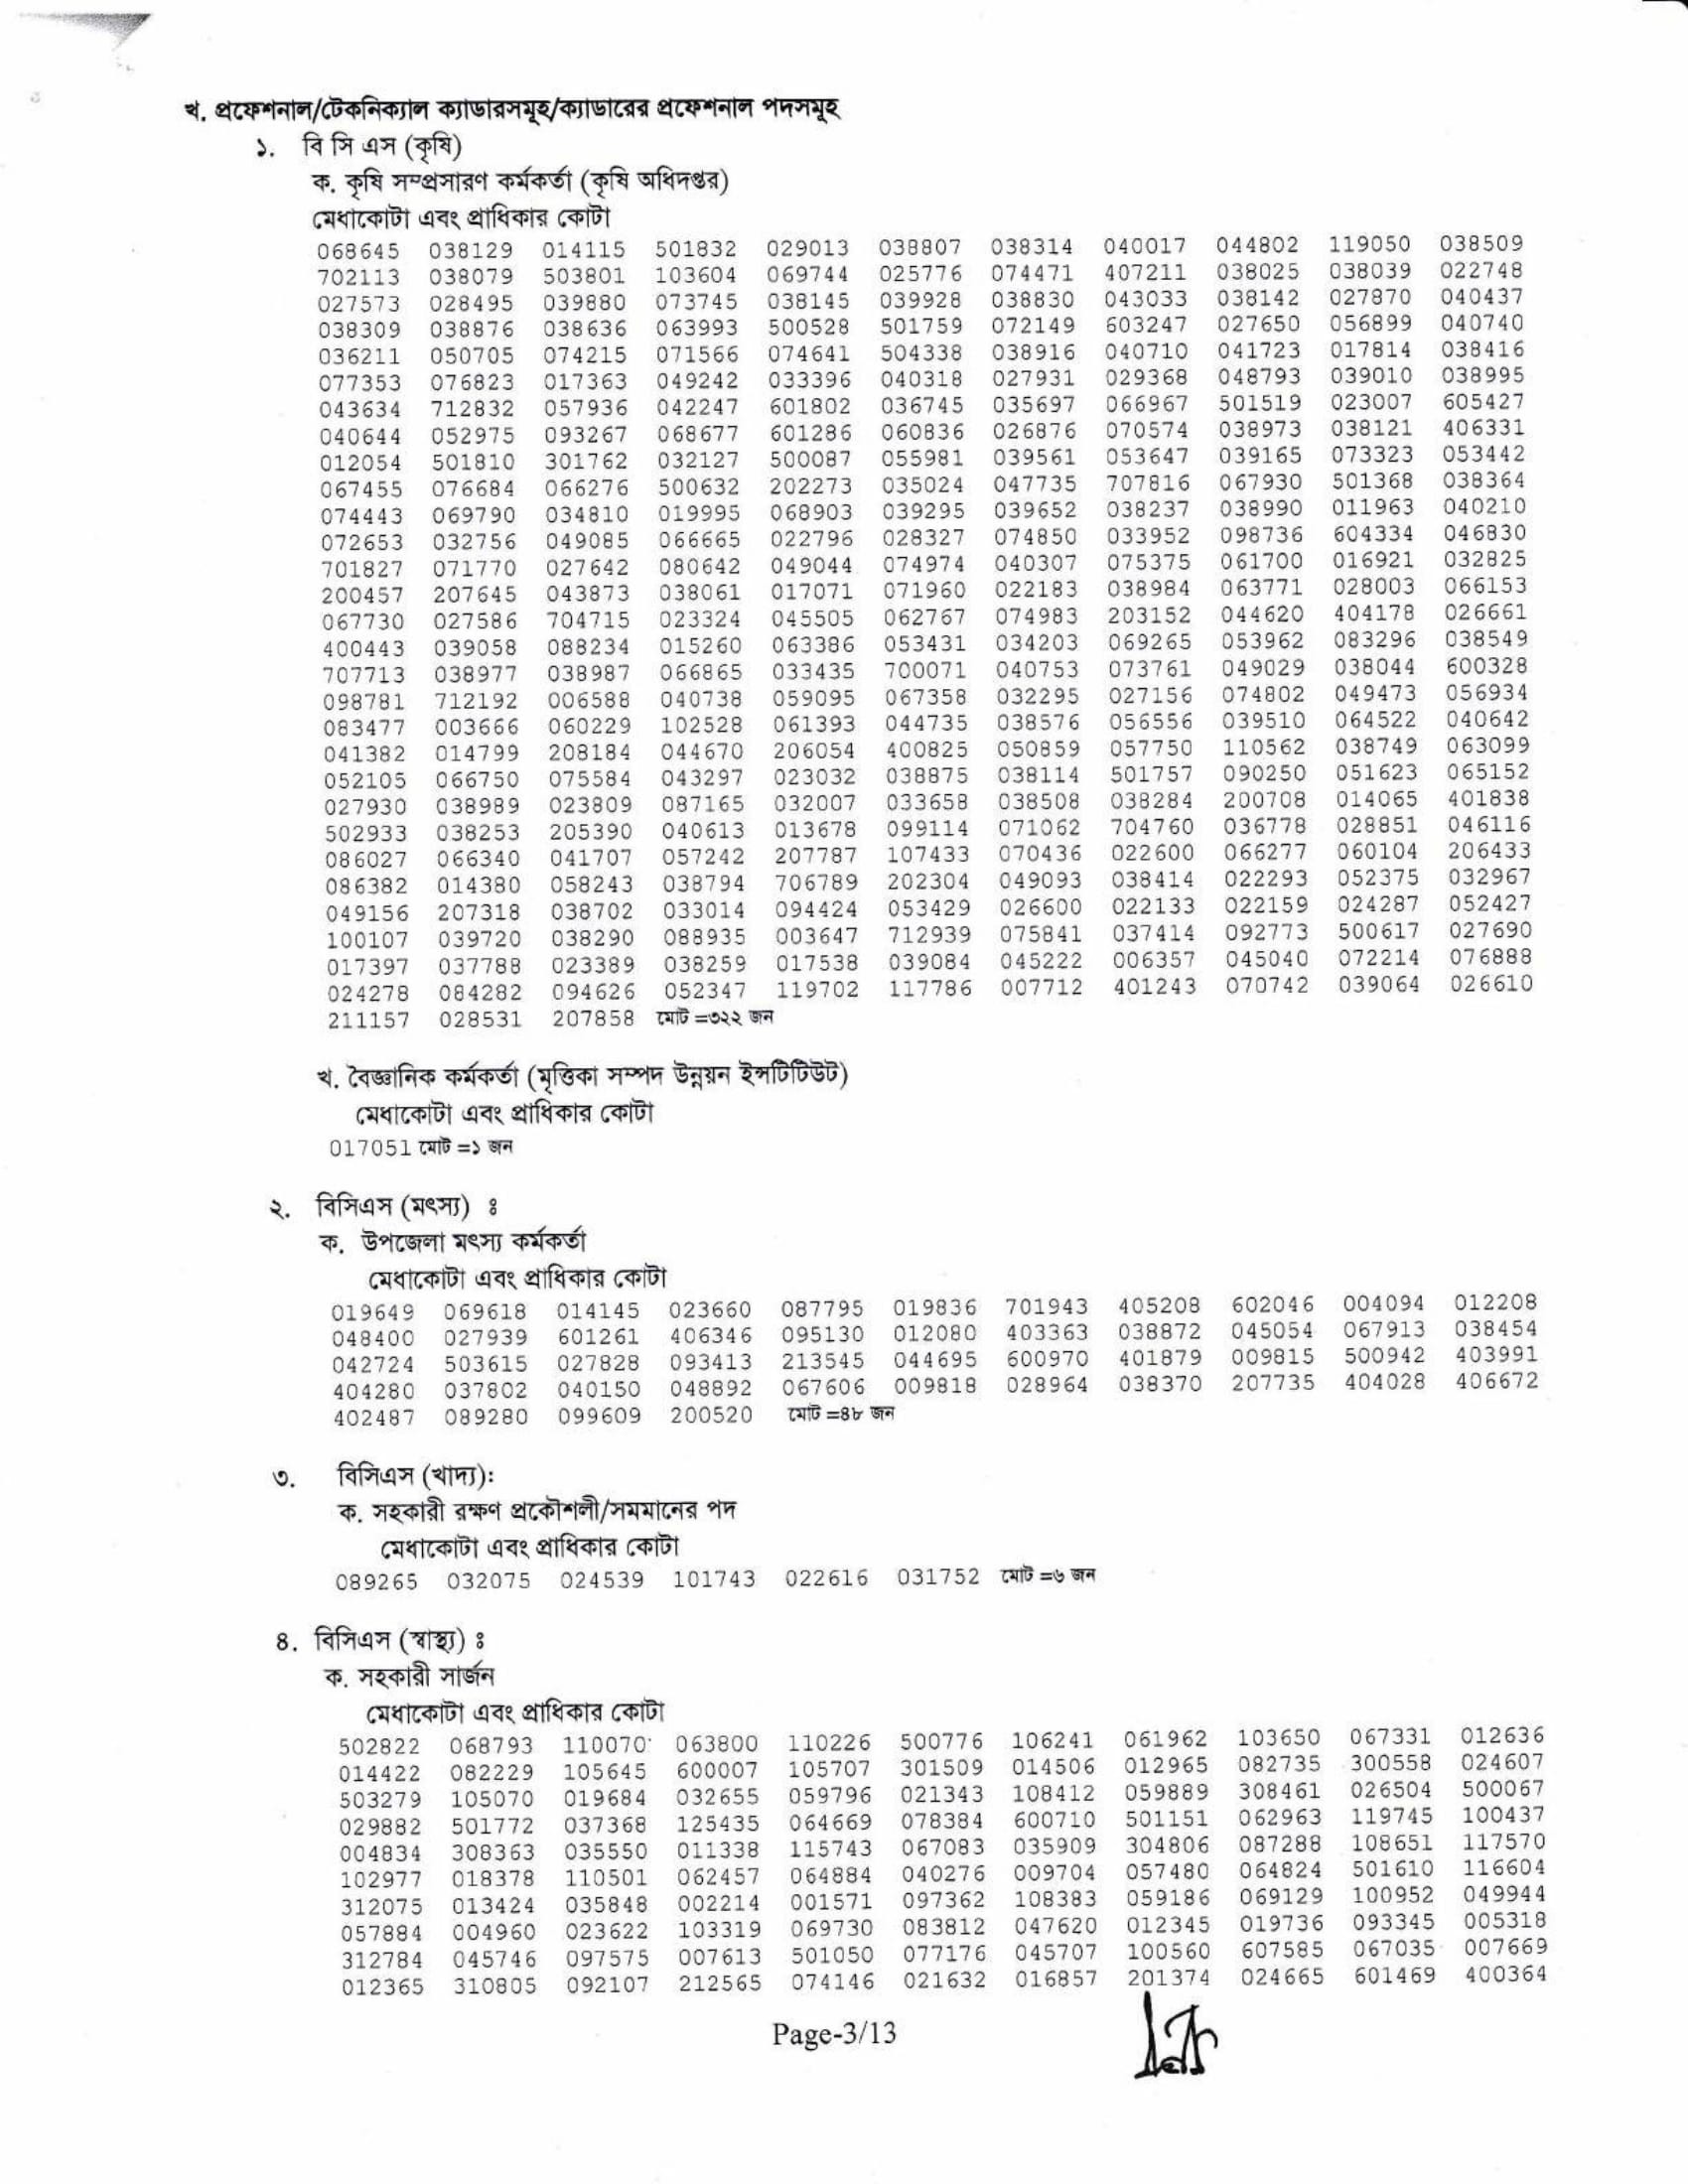 খ. প্রফেশনাল/টেকনিক্যাল ক্যাডারসমূহ/ক্যাডারের প্রফেশনাল পদসমূহ
১. বি সি এস (কৃষি)
ক. কৃষি সম্প্রসারণ কর্মকর্তা (কৃষি অধিদপ্তর)
মেধাকোটা এবং প্রাধিকার কোটা
068645 038129 014115 501832 029013 038807 038314 040017 044802 119050 038509
702113 038079 503801 103604 069744 025776 074471 407211 038025 038039 022748
027573 028495 039880 073745 038145 039928 038830 043033 038142 027870 040437
038309 038876 038636 063993 500528 501759 072149 603247 027650 056899 040740
036211 050705 074215 071566 074641 504338 038916 040710 041723 017814 038416
077353 076823 017363 049242 033396 040318 027931 029368 048793 039010 038995
043634 712832 057936 042247 601802 036745 035697 066967 501519 023007 605427
040644 052975 093267 068677 601286 060836 026876 070574 038973 038121 406331
012054 501810 301762 032127 500087 055981 039561 053647 039165 073323 053442
067455 076684 066276 500632 202273 035024 047735 707816 067930 501368 038364
074443 069790 034810 019995 068903 039295 039652 038237 038990 011963 040210
072653 032756 049085 066665 022796 028327 074850 033952 098736 604334 046830
701827 071770 027642 080642 049044 074974 040307 075375 061700 016921 032825
200457 207645 043873 038061 017071 071960 022183 038984 063771 028003 066153
067730 027586 704715 023324 045505 062767 074983 203152 044620 404178 026661
400443 039058 088234 015260 063386 053431 034203 069265 053962 083296 038549
707713 038977 038987 066865 033435 700071 040753 073761 049029 038044 600328
098781 712192 006588 040738 059095 067358 032295 027156 074802 049473 056934
083477 003666 060229 102528 061393 044735 038576 056556 039510 064522 040642
041382 014799 208184 044670 206054 400825 050859 057750 110562 038749 063099
052105 066750 075584 043297 023032 038875 038114 501757 090250 051623 065152
027930 038989 023809 087165 032007 033658 038508 038284 200708 014065 401838
502933 038253 205390 040613 013678 099114 071062 704760 036778 028851 046116
086027 066340 041707 057242 207787 107433 070436 022600 066277 060104 206433
086382 014380 058243 038794 706789 202304 049093 038414 022293 052375 032967
049156 207318 038702 033014 094424 053429 026600 022133 022159 024287 052427
100107 039720 038290 088935 003647 712939 075841 037414 092773 500617 027690
017397 037788 023389 038259 017538 039084 045222 006357 045040 072214 076888
024278 084282 094626 052347 119702 117786 007712 401243 070742 039064 026610
211157 028531 207858 মোট =৩২২ জন
খ. বৈজ্ঞানিক কর্মকর্তা (মৃত্তিকা সম্পদ উন্নয়ন ইন্সটিটিউট)
মেধাকোটা এবং প্রাধিকার কোটা
017051 মোট =১ জন
২. বিসিএস (মৎস্য) ঃ
ক. উপজেলা মৎস্য কর্মকর্তা
মেধাকোটা এবং প্রাধিকার কোটা
019649 069618 014145 023660 087795 019836 701943 405208 602046 004094 012208
048400 027939 601261 406346 095130 012080 403363 038872 045054 067913 038454
042724 503615 027828 093413 213545 044695 600970 401879 009815 500942 403991
404280 037802 040150 048892 067606 009818 028964 038370 207735 404028 406672
402487 089280 099609 200520 মোট =৪৮ জন
৩. বিসিএস (খাদ্য):
ক. সহকারী রক্ষণ প্রকৌশলী/সমমানের পদ
মেধাকোটা এবং প্রাধিকার কোটা
089265 032075 024539 101743 022616 031752 মোট =৬ জন
৪. বিসিএস (স্বাস্থ্য) ঃ
ক. সহকারী সার্জন
মেধাকোটা এবং প্রাধিকার কোটা
502822 068793 110070 063800 110226 500776 106241 061962 103650 067331 012636
014422 082229 105645 600007 105707 301509 014506 012965 082735 300558 024607
503279 105070 019684 032655 059796 021343 108412 059889 308461 026504 500067
029882 501772 037368 125435 064669 078384 600710 501151 062963 119745 100437
004834 308363 035550 011338 115743 067083 035909 304806 087288 108651 117570
102977 018378 110501 062457 064884 040276 009704 057480 064824 501610 116604
312075 013424 035848 002214 001571 097362 108383 059186 069129 100952 049944
057884 004960 023622 103319 069730 083812 047620 012345 019736 093345 005318
312784 045746 097575 007613 501050 077176 045707 100560 607585 067035 007669
012365 310805 092107 212565 074146 021632 016857 201374 024665 601469 400364
Page-3/13